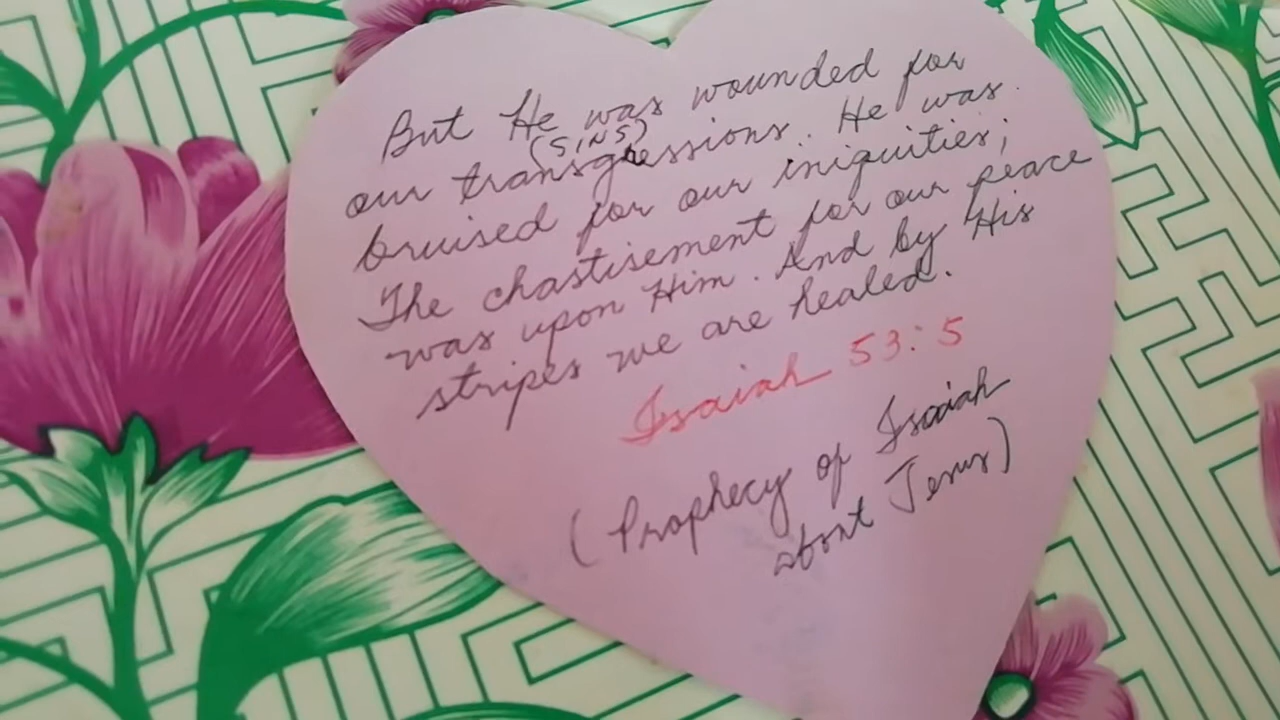 But He was wounded for
(SINS)
our transgressions. He was
bruised for our iniquities;
The chastisement for our peace
was upon Him. And by His
stripes we are healed.
Isaiah 53:5
(Prophecy of Isaiah
about Jesus)